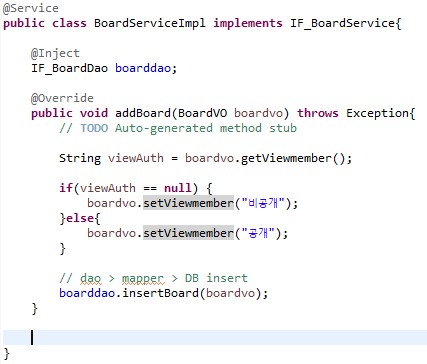 @Service
public class BoardServiceImpl implements IF_BoardService{
@Inject
IF_BoardDao boarddao;
@Override
public void addBoard(BoardVO boardvo) throws Exception{
// TODO Auto-generated method stub
String viewAuth = boardvo.getViewmember();
if(viewAuth == null) {
boardvo.setViewmember("비공개");
}else{
boardvo.setViewmember("공개");
}
// dao > mapper > DB insert
boarddao.insertBoard(boardvo);
}
}